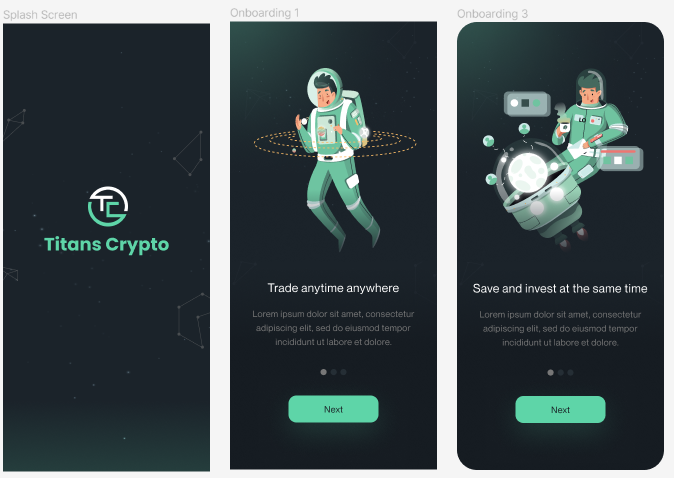 Splash Screen
Onboarding 1
Onboarding 3
TC
Titans Crypto
LO
Trade anytime anywhere
Lorem ipsum dolor sit amet, consectetur
adipiscing elit, sed do eiusmod tempor
incididunt ut labore et dolore.
Next
Save and invest at the same time
Lorem ipsum dolor sit amet, consectetur
adipiscing elit, sed do eiusmod tempor
incididunt ut labore et dolore.
Next